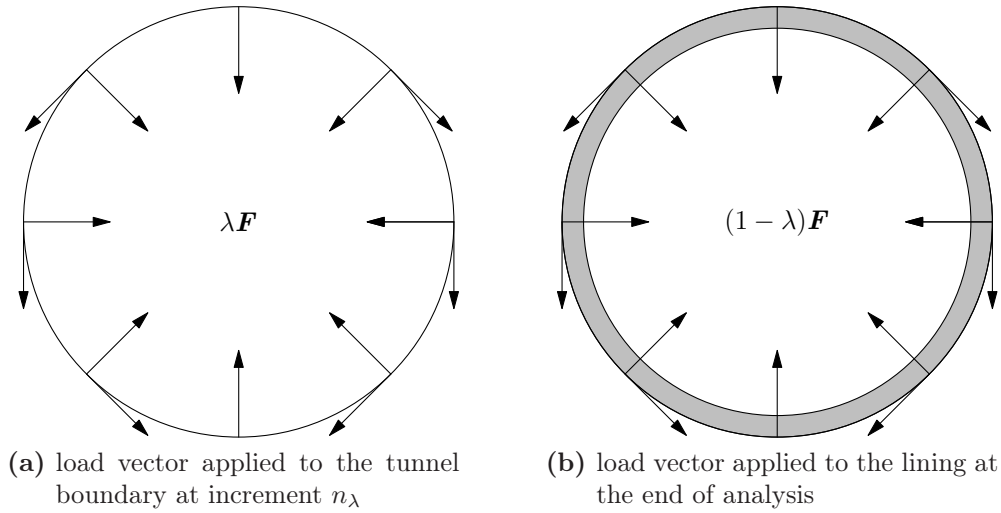 λF
(1 − λ)F
(a) load vector applied to the tunnel
boundary at increment nλ
(b) load vector applied to the lining at
the end of analysis